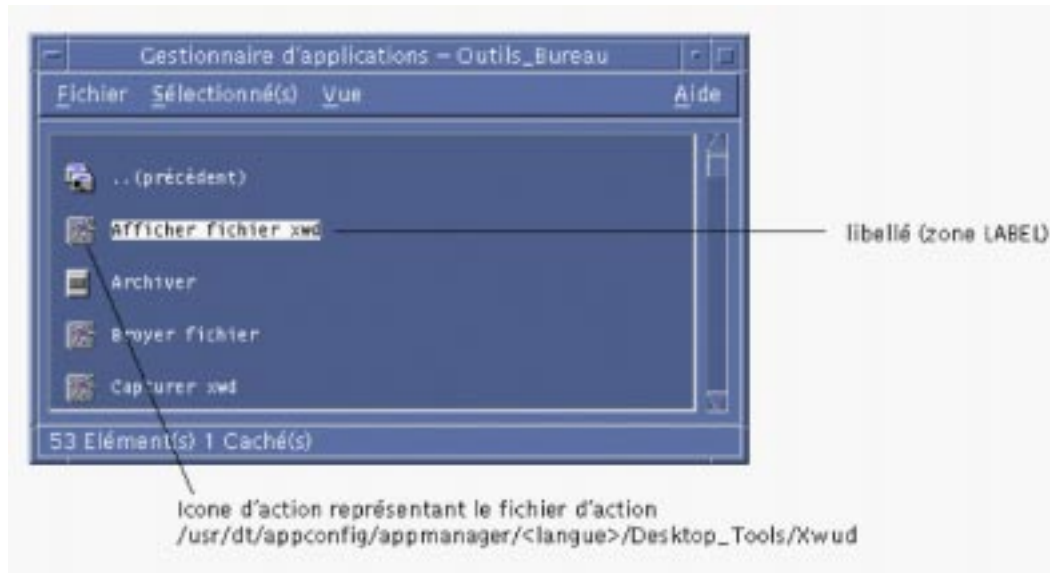 Gestionnaire d'applications – Outils_Bureau
Fichier Sélectionné(s) Vue Aide
..(précédent)
Afficher fichier xwd
libellé (zone LABEL)
Archiver
Broyer fichier
Capturer xwd
53 Elément(s) 1 Caché(s)
Icone d'action représentant le fichier d'action
/usr/dt/appconfig/appmanager/<langue>/Desktop_Tools/Xwud